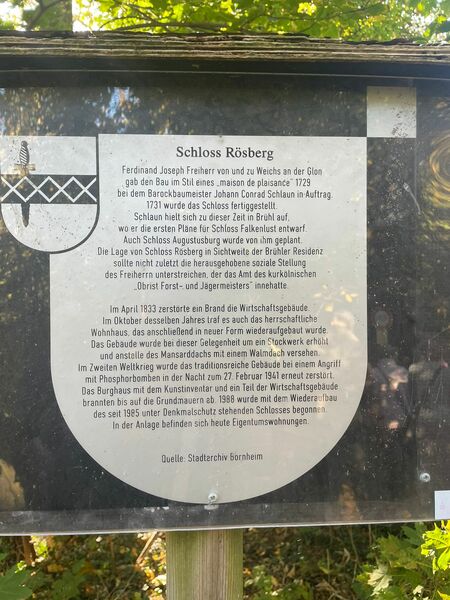 Schloss Rösberg
Ferdinand Joseph Freiherr von und zu Weichs an der Glon
gab den Bau im Stil eines „maison de plaisance" 1729
bei dem Barockbaumeister Johann Conrad Schlaun in Auftrag.
1731 wurde das Schloss fertiggestellt.
Schlaun hielt sich zu dieser Zeit in Brühl auf,
wo er die ersten Pläne für Schloss Falkenlust entwarf.
Auch Schloss Augustusburg wurde von ihm geplant.
Die Lage von Schloss Rösberg in Sichtweite der Brühler Residenz
sollte nicht zuletzt die herausgehobene soziale Stellung
des Freiherrn unterstreichen, der das Amt des kurkölnischen
„Obrist Forst- und Jägermeisters" innehatte.
Im April 1833 zerstörte ein Brand die Wirtschaftsgebäude.
Im Oktober desselben Jahres traf es auch das herrschaftliche
Wohnhaus, das anschließend in neuer Form wiederaufgebaut wurde.
Das Gebäude wurde bei dieser Gelegenheit um ein Stockwerk erhöht
und anstelle des Mansarddachs mit einem Walmdach versehen.
Im Zweiten Weltkrieg wurde das traditionsreiche Gebäude bei einem Angriff
mit Phosphorbomben in der Nacht zum 27. Februar 1941 erneut zerstört.
Das Burghaus mit dem Kunstinventar und ein Teil der Wirtschaftsgebäude
brannten bis auf die Grundmauern ab. 1988 wurde mit dem Wiederaufbau
des seit 1985 unter Denkmalschutz stehenden Schlosses begonnen.
In der Anlage befinden sich heute Eigentumswohnungen.
Quelle: Stadtarchiv Bornheim